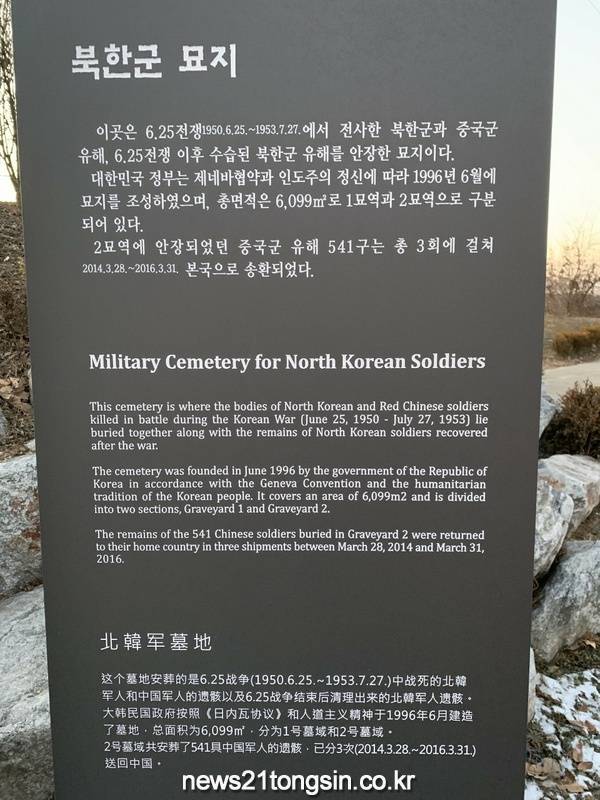 북한군 묘지
이곳은 6.25전쟁1950.6.25.~1953.7.27.에서 전사한 북한군과 중국군
유해, 6.25전쟁 이후 수습된 북한군 유해를 안장한 묘지이다.
대한민국 정부는 제네바협약과 인도주의 정신에 따라 1996년 6월에
묘지를 조성하였으며, 총면적은 6,099㎡로 1묘역과 2묘역으로 구분
되어 있다.
2묘역에 안장되었던 중국군 유해 541구는 총 3회에 걸쳐
2014.3.28.~2016.3.31. 본국으로 송환되었다.
Military Cemetery for North Korean Soldiers
This cemetery is where the bodies of North Korean and Red Chinese soldiers
killed in battle during the Korean War (June 25, 1950 - July 27, 1953) lie
buried together along with the remains of North Korean soldiers recovered
after the war.
The cemetery was founded in June 1996 by the government of the Republic of
Korea in accordance with the Geneva Convention and the humanitarian
tradition of the Korean people. It covers an area of 6,099m2 and is divided
into two sections, Graveyard 1 and Graveyard 2.
The remains of the 541 Chinese soldiers buried in Graveyard 2 were returned
to their home country in three shipments between March 28, 2014 and March 31,
2016.
北韓军墓地
这个墓地安葬的是6.25战争(1950.6.25.~1953.7.27.)中战死的北韓
军人和中国军人的遗骸以及6.25战争结束后清理出来的北韓军人遗骸。
大韩民国政府按照《日内瓦协议》和人道主义精神于1996年6月建造
了墓地，总面积为6,099㎡，分为1号墓域和2号墓域。
2号墓域共安葬了541具中国军人的遗骸，已分3次(2014.3.28.~2016.3.31.)
送回中国。
news21tongsin.co.kr